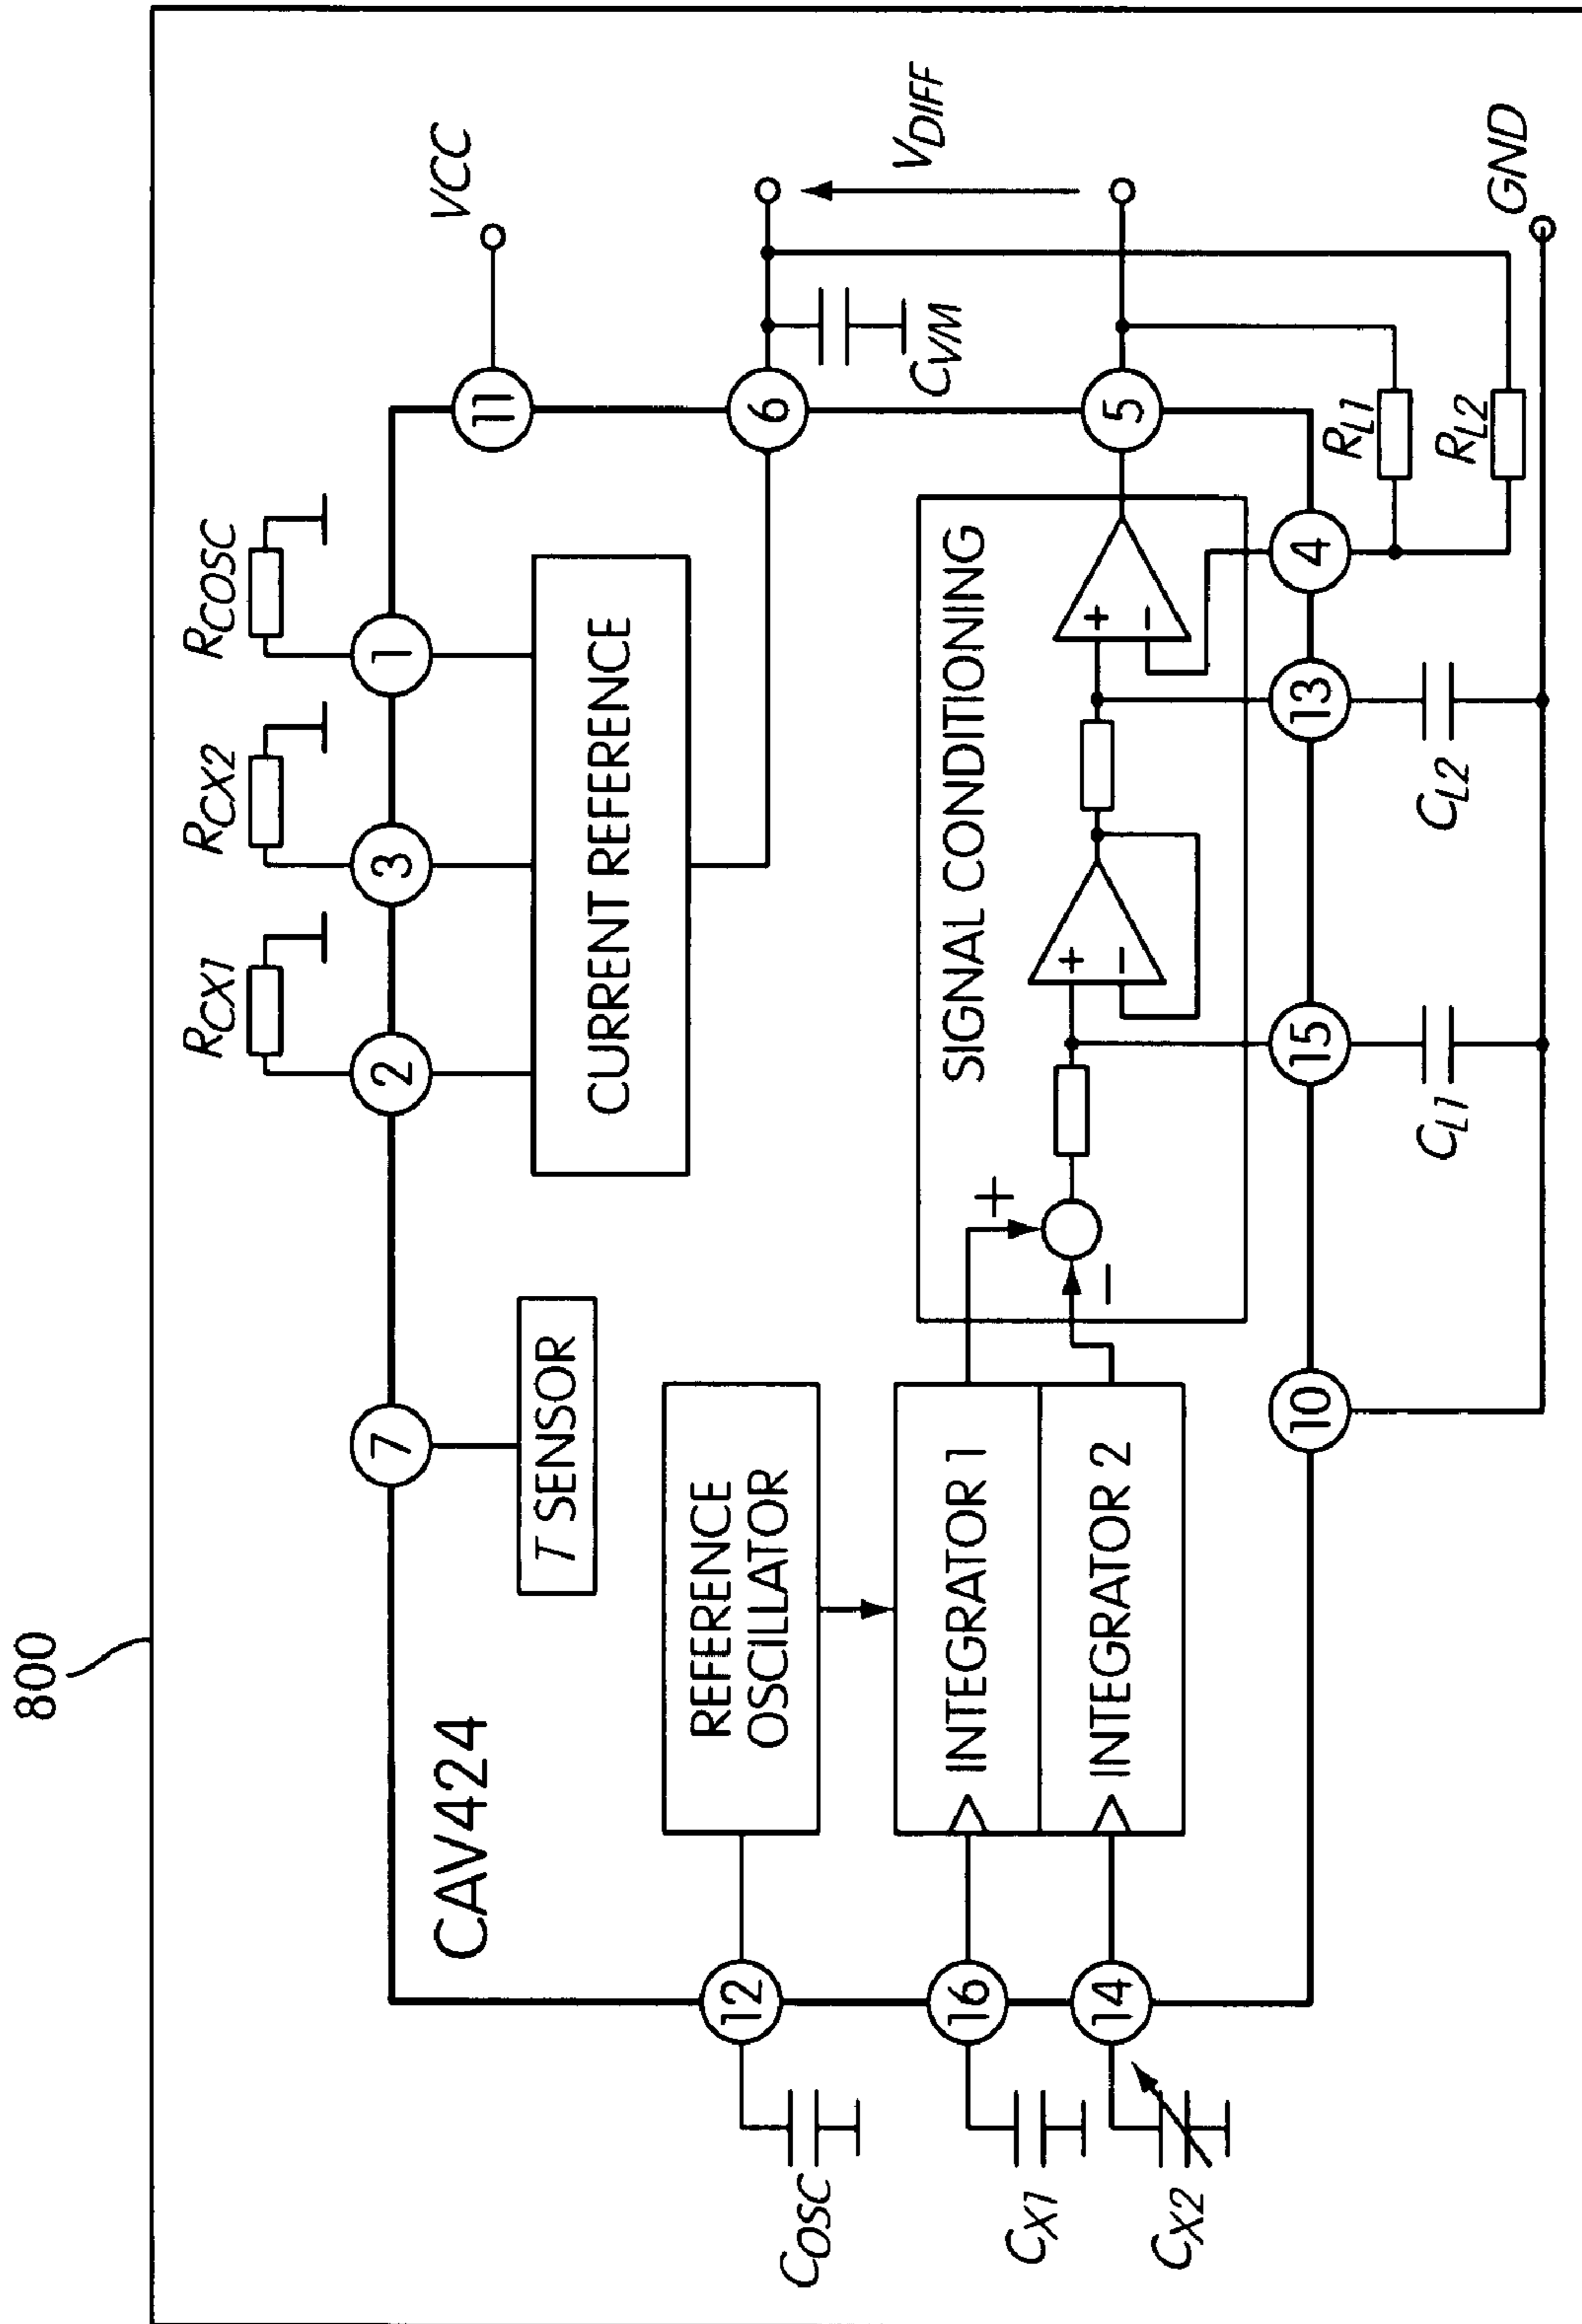 800
CAV424
RCX1
RCX2
RCOSC
2
3
1
7
T SENSOR
CURRENT REFERENCE
11
VCC
12
COSC
REFERENCE
OSCILLATOR
6
CVM
VDIFF
16
CX1
INTEGRATOR 1
14
CX2
INTEGRATOR 2
SIGNAL CONDITIONING
+
−
+
−
+
−
5
10
15
13
4
CL1
CL2
RL1
RL2
GND